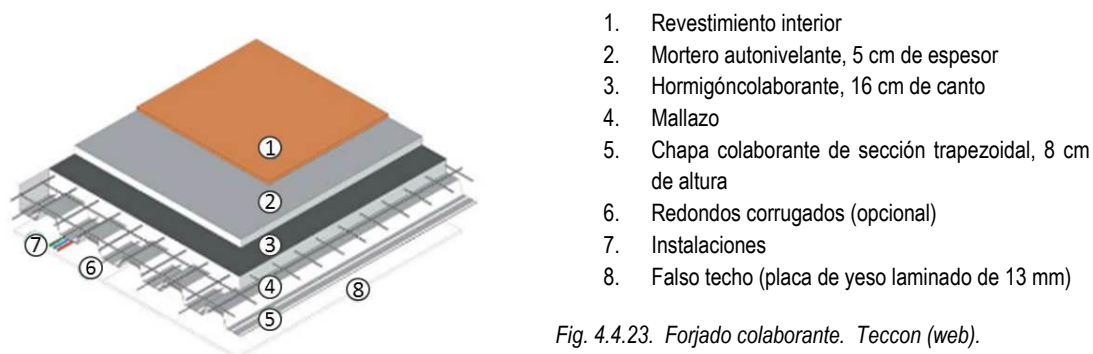 1. Revestimiento interior
2. Mortero autonivelante, 5 cm de espesor
3. Hormigóncolaborante, 16 cm de canto
4. Mallazo
5. Chapa colaborante de sección trapezoidal, 8 cm
de altura
6. Redondos corrugados (opcional)
7. Instalaciones
8. Falso techo (placa de yeso laminado de 13 mm)
Fig. 4.4.23. Forjado colaborante. Teccon (web).
1
2
3
7
6
4
8
5